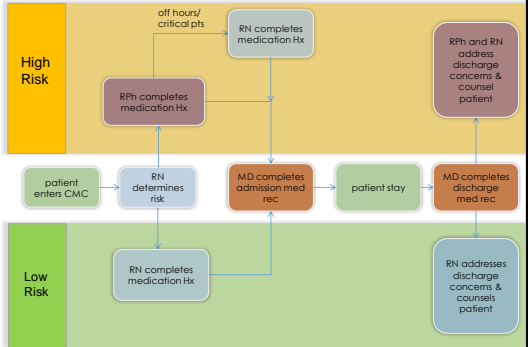 off hours/
critical pts
RN completes
medication Hx
High
Risk
RPh completes
medication Hx
RPh and RN
address
discharge
concerns &
counsel
patient
patient
enters CMC
RN
determines
risk
MD completes
admission med
rec
patient stay
MD completes
discharge
med rec
Low
Risk
RN completes
medication Hx
RN addresses
discharge
concerns &
counsels
patient